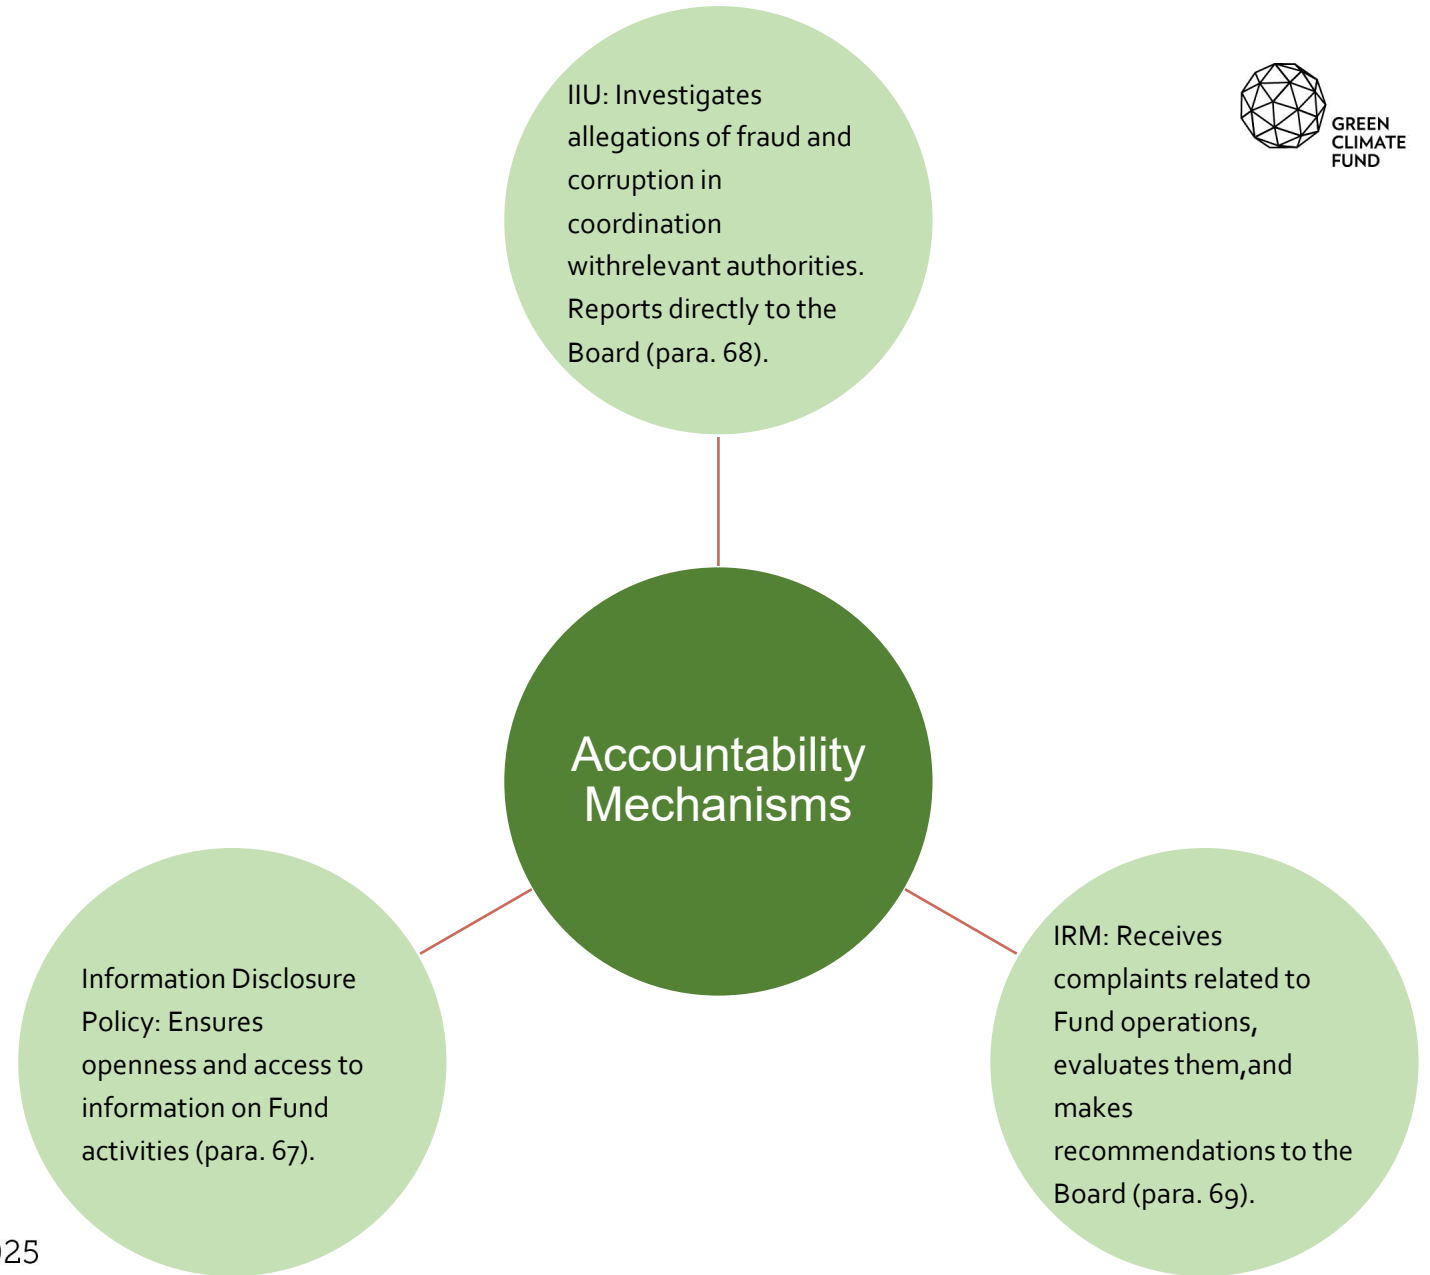 IIU: Investigates
allegations of fraud and
corruption in
coordination
withrelevant authorities.
Reports directly to the
Board (para. 68).
GREEN
CLIMATE
FUND
Accountability
Mechanisms
Information Disclosure
Policy: Ensures
openness and access to
information on Fund
activities (para. 67).
IRM: Receives
complaints related to
Fund operations,
evaluates them,and
makes
recommendations to the
Board (para. 69).
025